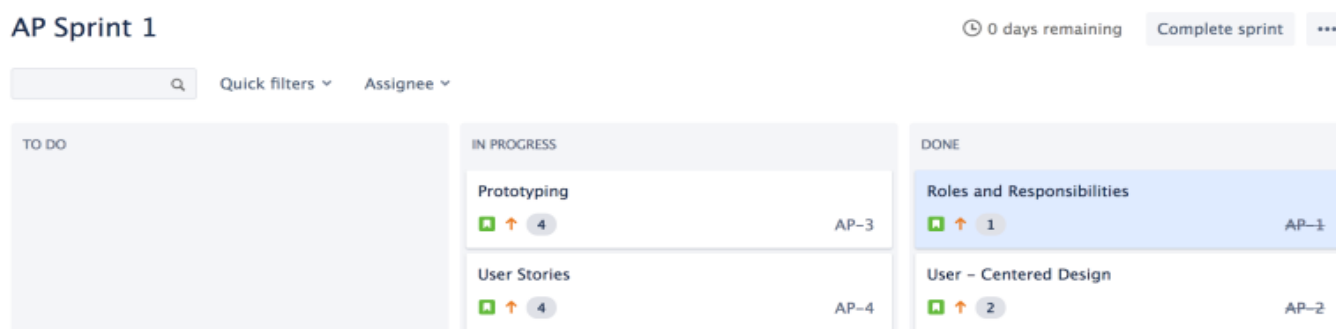 AP Sprint 1
0 days remaining
Complete sprint
Quick filters
Assignee
TO DO
IN PROGRESS
Prototyping
4
AP-3
User Stories
4
AP-4
DONE
Roles and Responsibilities
1
AP-1
User - Centered Design
2
AP-2